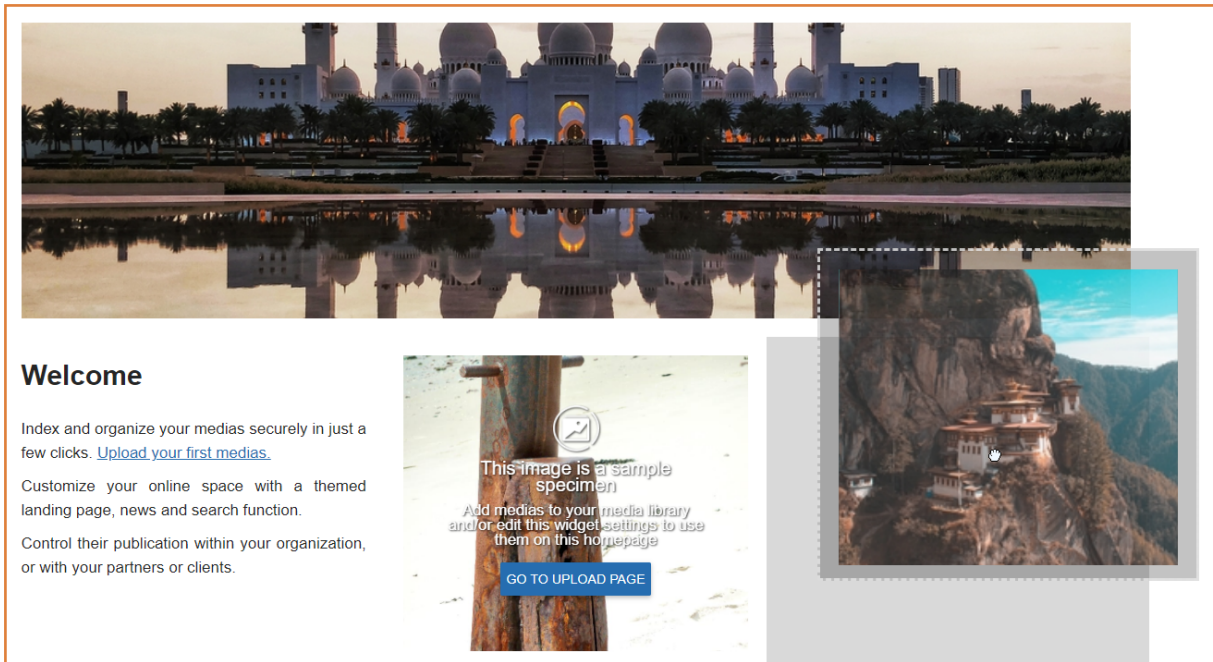 Welcome
Index and organize your medias securely in just a
few clicks. Upload your first medias.
Customize your online space with a themed
landing page, news and search function.
Control their publication within your organization,
or with your partners or clients.
This image is a sample
specimen
Add medias to your media library
and/or edit this widget settings to use
them on this homepage
GO TO UPLOAD PAGE